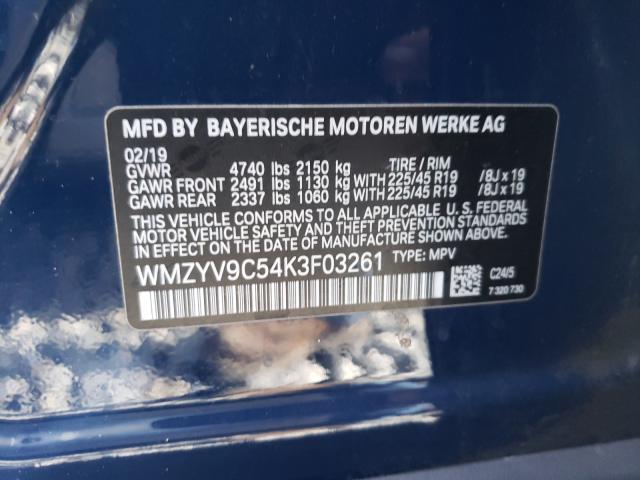 MFD BY BAYERISCHE MOTOREN WERKE AG
02/19
GVWR 4740 lbs 2150 kg TIRE / RIM
GAWR FRONT 2491 lbs 1130 kg WITH 225/45 R19 /8J x 19
GAWR REAR 2337 lbs 1060 kg WITH 225/45 R19 /8J x 19
THIS VEHICLE CONFORMS TO ALL APPLICABLE U. S. FEDERAL
MOTOR VEHICLE SAFETY AND THEFT PREVENTION STANDARDS
IN EFFECT ON THE DATE OF MANUFACTURE SHOWN ABOVE.
WMZYV9C54K3F03261 TYPE: MPV
C24/5
7 320 730